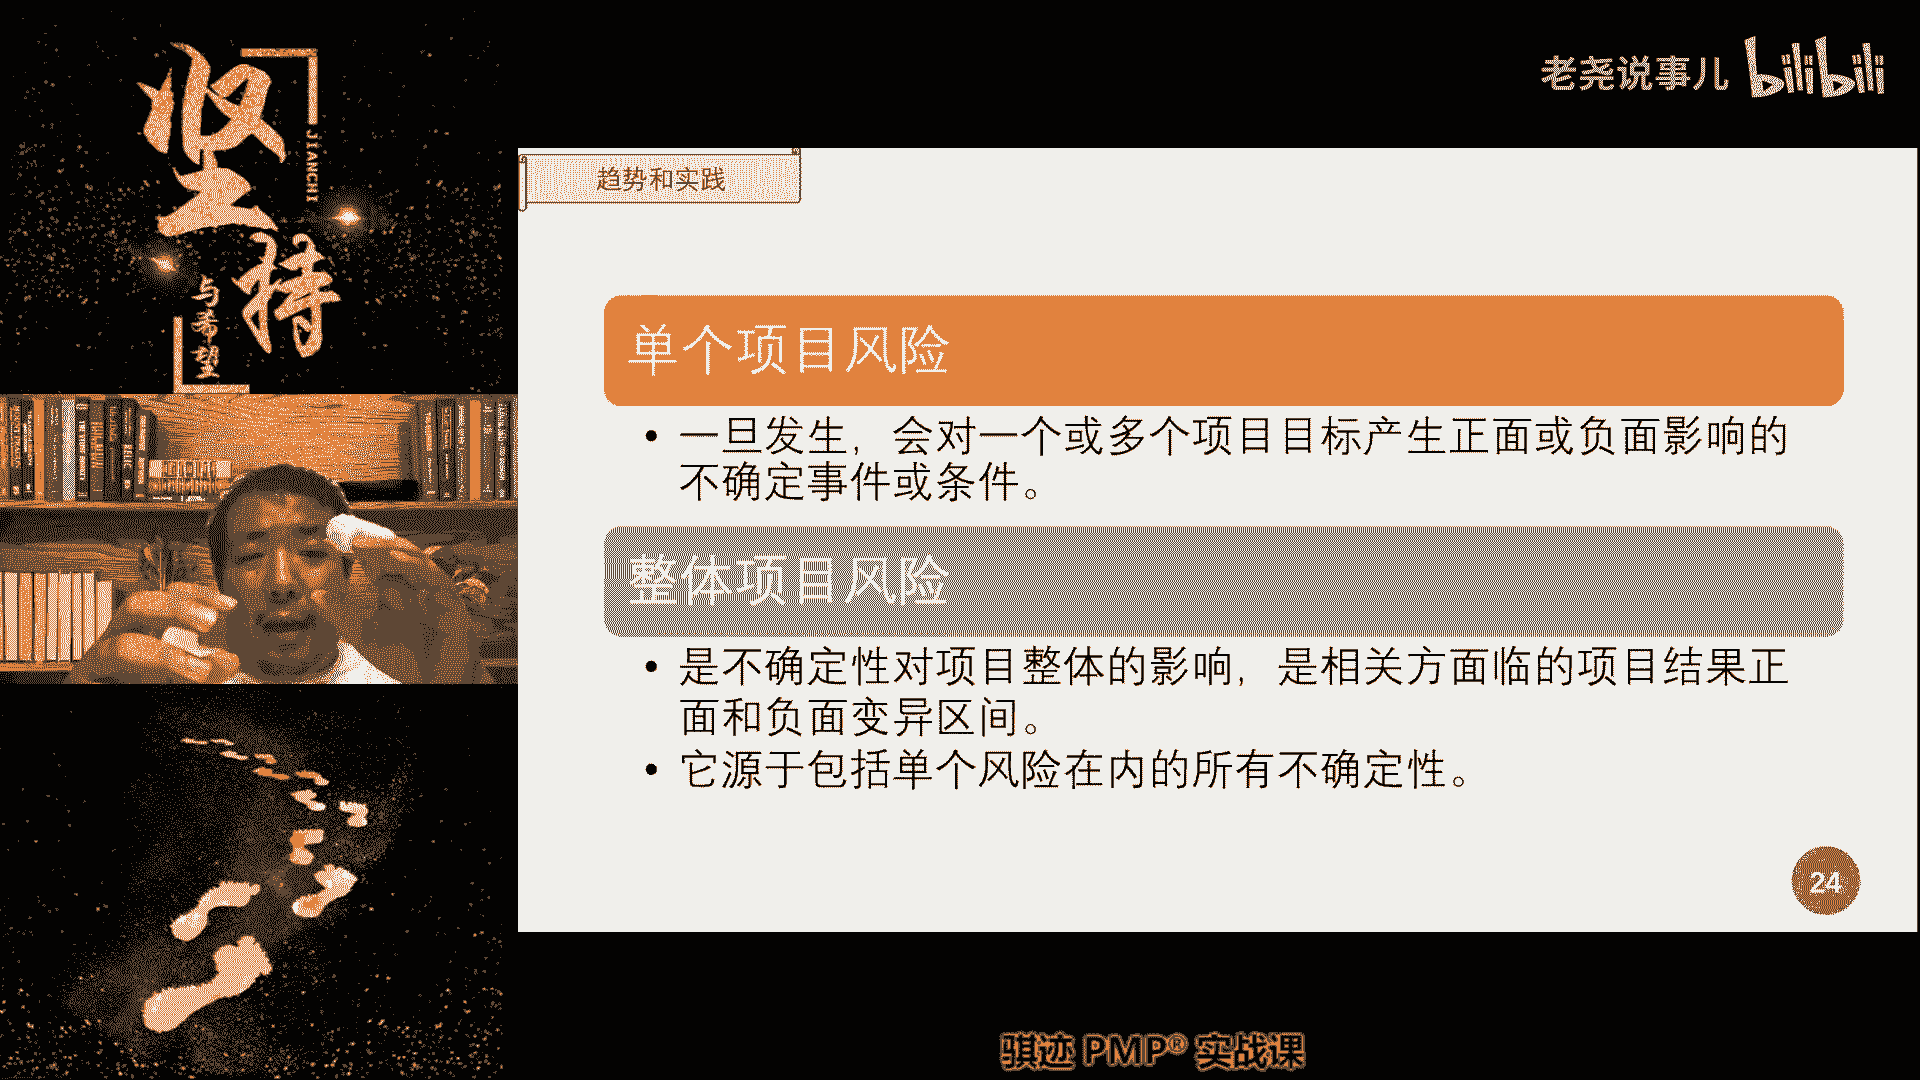 坚持
JIANCHI
与希望
老尧说事儿 bilibili
趋势和实践
单个项目风险
• 一旦发生，会对一个或多个项目目标产生正面或负面影响的
不确定事件或条件。
整体项目风险
• 是不确定性对项目整体的影响，是相关方面临的项目结果正
面和负面变异区间。
• 它源于包括单个风险在内的所有不确定性。
24
骐迹 PMP® 实战课